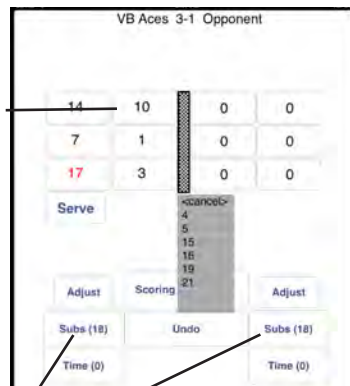 VB Aces 3-1 Opponent
14 10 0 0
7 1 0 0
17 3 0 0
Serve
<cancel>
4
5
15
16
19
21
Adjust Scoring Adjust
Subs (18) Undo Subs (18)
Time (0) Time (0)